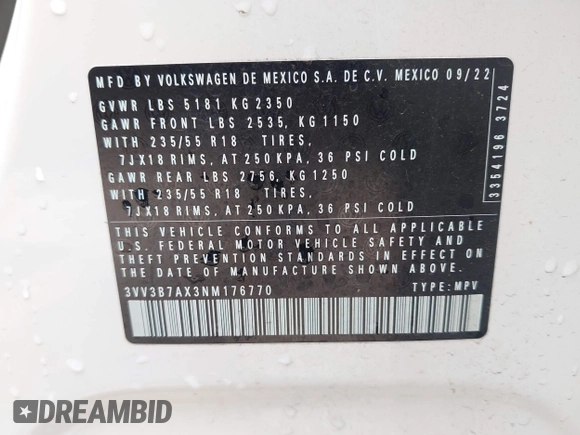 MFD BY VOLKSWAGEN DE MEXICO S.A. DE C.V. MEXICO 09/22
GVWR LBS 5181 KG 2350
GAWR FRONT LBS 2535, KG 1150
WITH 235/55 R18 TIRES,
7JX18 RIMS, AT 250 KPA, 36 PSI COLD
GAWR REAR LBS 2756, KG 1250
WITH 235/55 R18 TIRES,
7JX18 RIMS, AT 250 KPA, 36 PSI COLD
THIS VEHICLE CONFORMS TO ALL APPLICABLE
U.S. FEDERAL MOTOR VEHICLE SAFETY AND
THEFT PREVENTION STANDARDS IN EFFECT ON
THE DATE OF MANUFACTURE SHOWN ABOVE.
3VV3B7AX3NM176770 TYPE: MPV
3354196 3724
DREAMBID